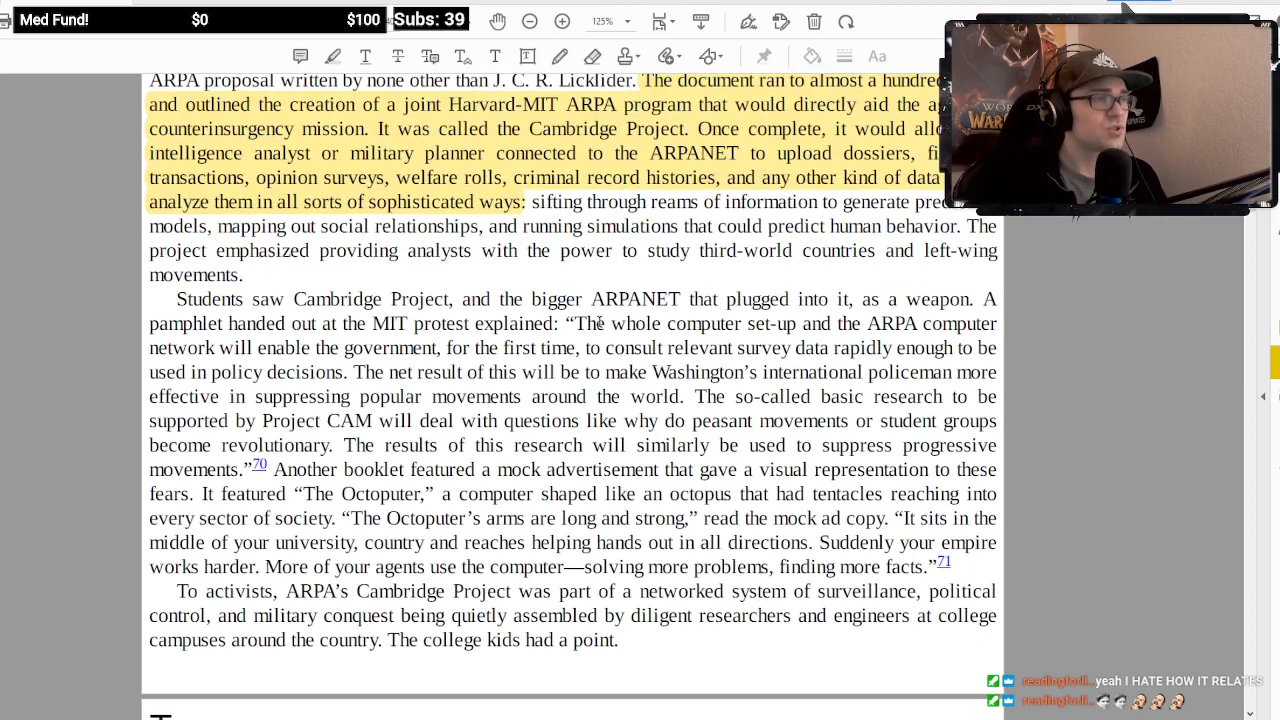 Med Fund! $0 $100 Subs: 39
125%
ARPA proposal written by none other than J. C. R. Licklider. The document ran to almost a hundred
and outlined the creation of a joint Harvard-MIT ARPA program that would directly aid the
counterinsurgency mission. It was called the Cambridge Project. Once complete, it would
intelligence analyst or military planner connected to the ARPANET to upload dossiers,
transactions, opinion surveys, welfare rolls, criminal record histories, and any other kind of data
analyze them in all sorts of sophisticated ways: sifting through reams of information to generate
models, mapping out social relationships, and running simulations that could predict human behavior. The
project emphasized providing analysts with the power to study third-world countries and left-wing
movements.
Students saw Cambridge Project, and the bigger ARPANET that plugged into it, as a weapon. A
pamphlet handed out at the MIT protest explained: “The whole computer set-up and the ARPA computer
network will enable the government, for the first time, to consult relevant survey data rapidly enough to be
used in policy decisions. The net result of this will be to make Washington’s international policeman more
effective in suppressing popular movements around the world. The so-called basic research to be
supported by Project CAM will deal with questions like why do peasant movements or student groups
become revolutionary. The results of this research will similarly be used to suppress progressive
movements.”70 Another booklet featured a mock advertisement that gave a visual representation to these
fears. It featured “The Octoputer,” a computer shaped like an octopus that had tentacles reaching into
every sector of society. “The Octoputer’s arms are long and strong,” read the mock ad copy. “It sits in the
middle of your university, country and reaches helping hands out in all directions. Suddenly your empire
works harder. More of your agents use the computer—solving more problems, finding more facts.”71
To activists, ARPA’s Cambridge Project was part of a networked system of surveillance, political
control, and military conquest being quietly assembled by diligent researchers and engineers at college
campuses around the country. The college kids had a point.
readingforli... yeah I HATE HOW IT RELATES
readingforli...